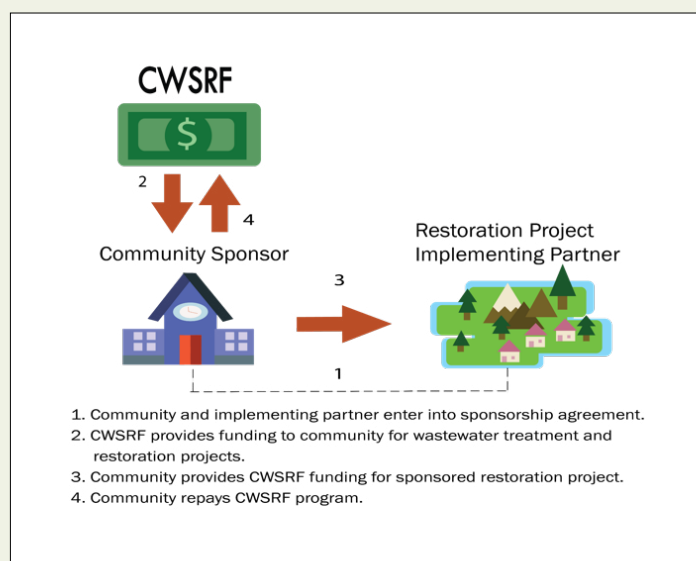 CWSRF
$
2
4
Community Sponsor
Restoration Project
Implementing Partner
3
1
1. Community and implementing partner enter into sponsorship agreement.
2. CWSRF provides funding to community for wastewater treatment and
restoration projects.
3. Community provides CWSRF funding for sponsored restoration project.
4. Community repays CWSRF program.